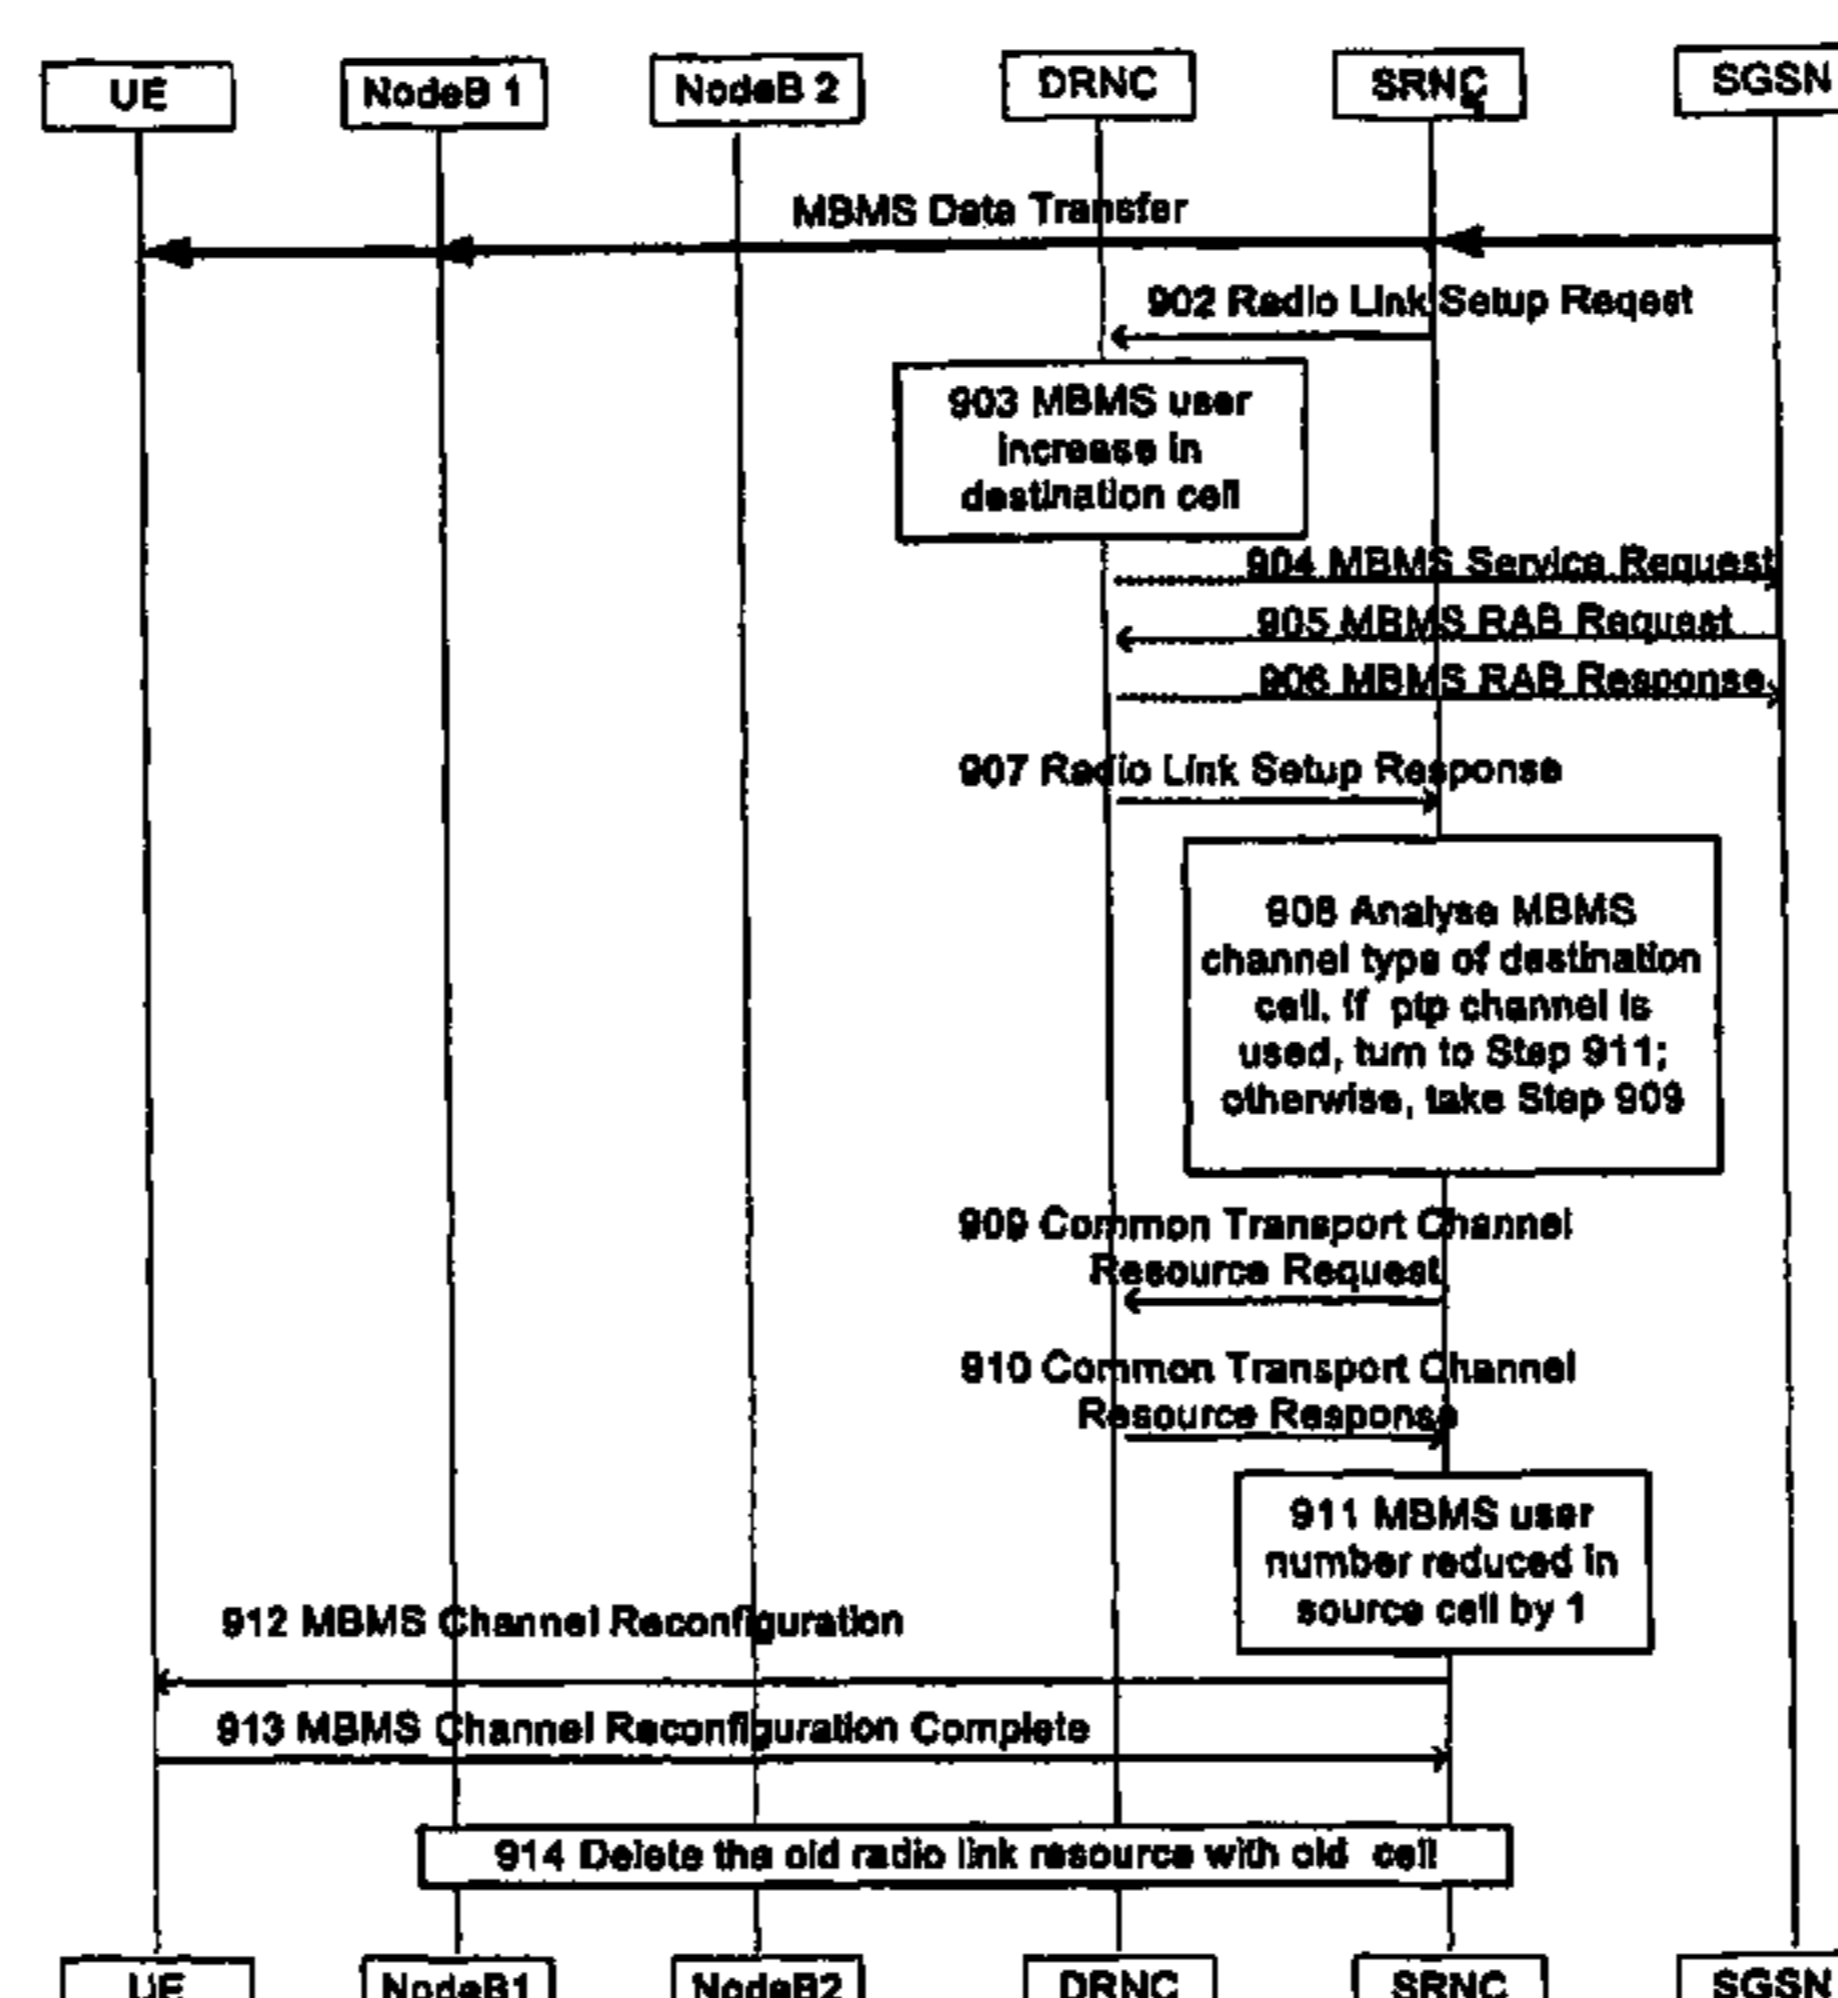 UE NodeB 1 NodeB 2 DRNC SRNC SGSN
MBMS Data Transfer
902 Radio Link Setup Reqest
903 MBMS user
increase in
destination cell
904 MBMS Service Request
905 MBMS RAB Request
906 MBMS RAB Response
907 Radio Link Setup Response
908 Analyse MBMS
channel type of destination
cell, if ptp channel is
used, turn to Step 911;
otherwise, take Step 909
909 Common Transport Channel
Resource Request
910 Common Transport Channel
Resource Response
911 MBMS user
number reduced in
source cell by 1
912 MBMS Channel Reconfiguration
913 MBMS Channel Reconfiguration Complete
914 Delete the old radio link resource with old cell
UE NodeB1 NodeB2 DRNC SRNC SGSN